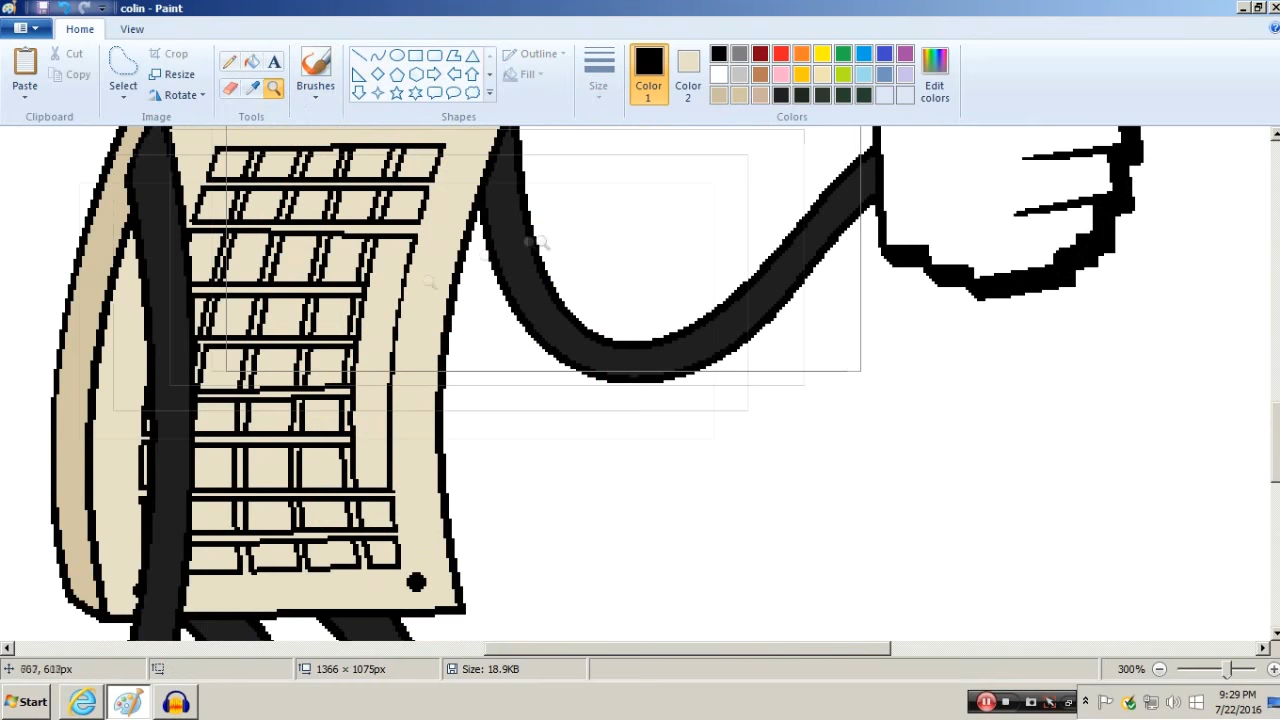 colin - Paint
Home View
Paste
Cut
Copy
Clipboard
Select
Crop
Resize
Rotate
Image
A
Tools
Brushes
Shapes
Outline
Fill
Size
Color 1
Color 2
Edit colors
Colors
1366 × 1075px
Size: 18.9KB
300%
Start
9:29 PM
7/22/2016